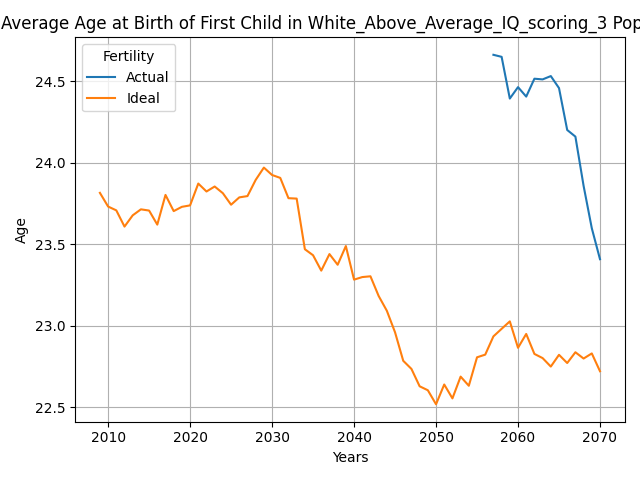 Average Age at Birth of First Child in White_Above_Average_IQ_scoring_3 Pop
Fertility
Actual
Ideal
24.5
24.0
23.5
23.0
22.5
Age
2010 2020 2030 2040 2050 2060 2070
Years